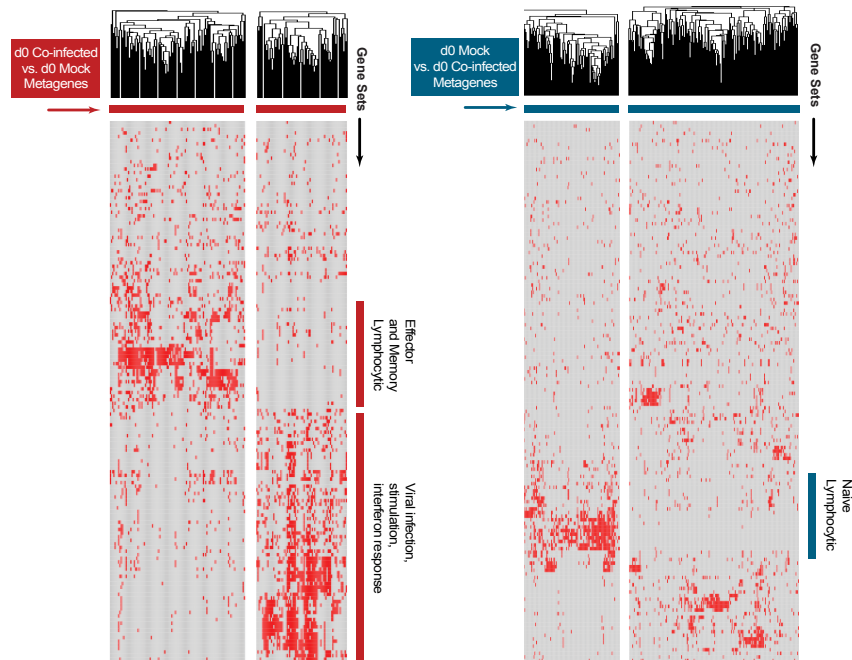 d0 Co-infected
vs. d0 Mock
Metagenes
Gene Sets
Effector
and Memory
Lymphocytic
Viral infection,
stimulation,
interferon response
d0 Mock
vs. d0 Co-infected
Metagenes
Gene Sets
Naive
Lymphocytic